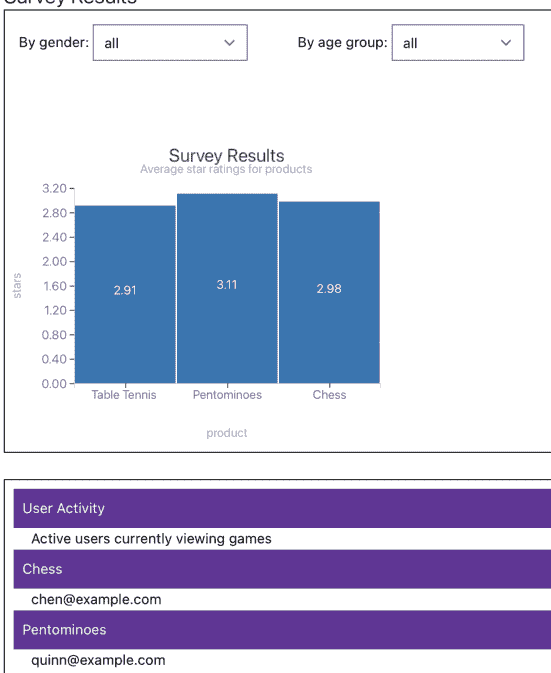 Survey Results
By gender: all By age group: all
Survey Results
Average star ratings for products
3.20
2.80
2.40
2.00
1.60
1.20
0.80
0.40
0.00
stars
2.91 3.11 2.98
Table Tennis Pentominoes Chess
product
User Activity
Active users currently viewing games
Chess
chen@example.com
Pentominoes
quinn@example.com